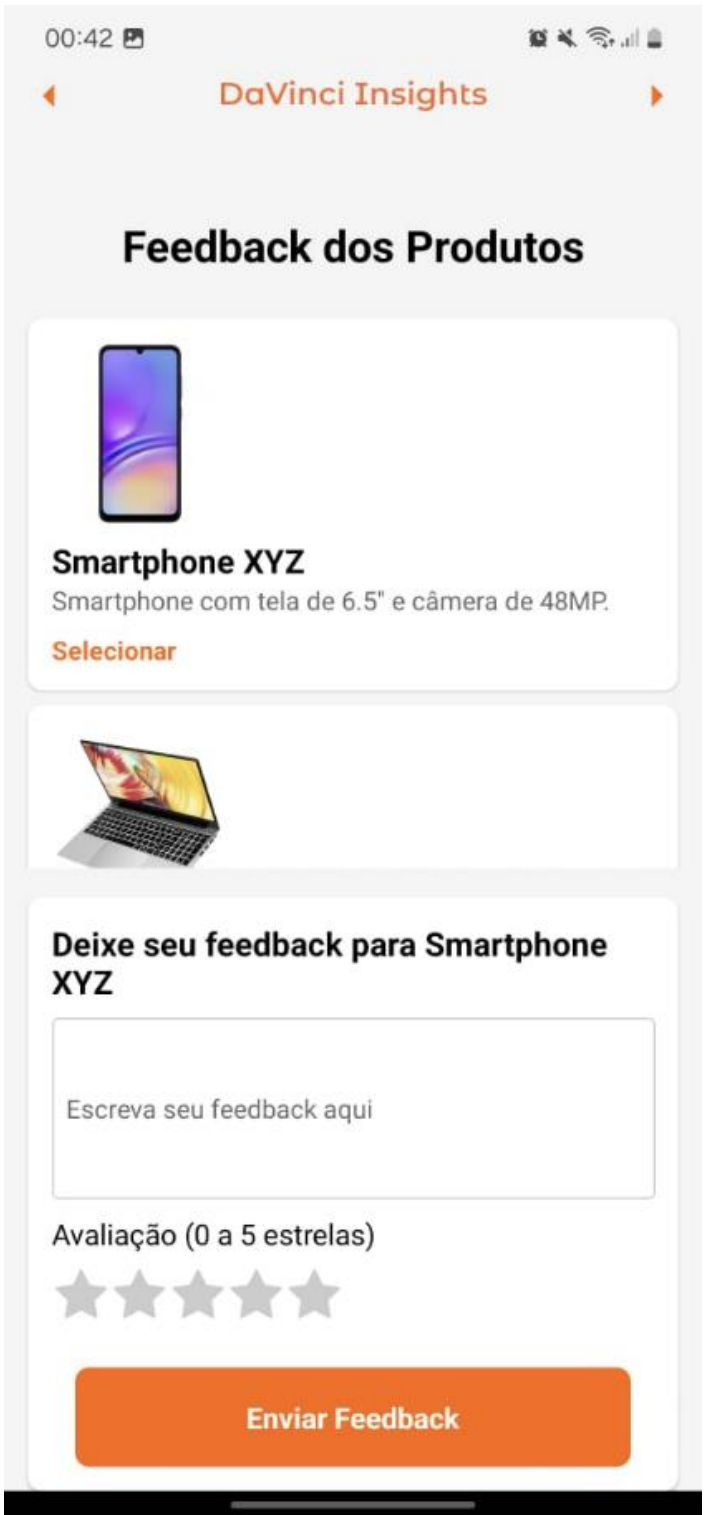 00:42
DaVinci Insights
Feedback dos Produtos
Smartphone XYZ
Smartphone com tela de 6.5" e câmera de 48MP.
Selecionar
Deixe seu feedback para Smartphone
XYZ
Escreva seu feedback aqui
Avaliação (0 a 5 estrelas)
Enviar Feedback